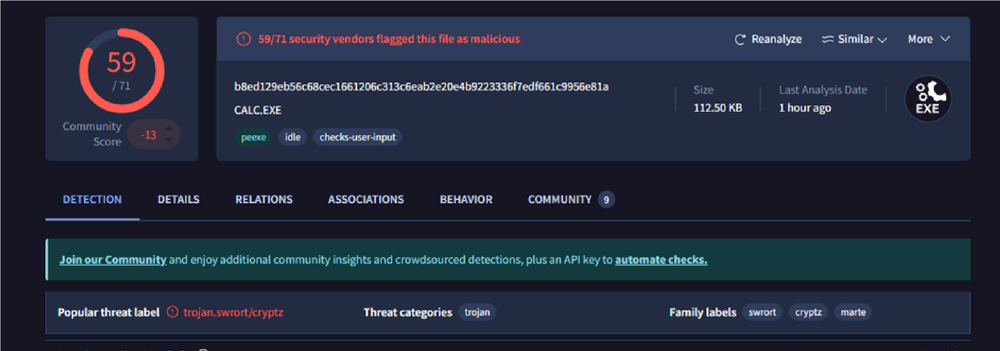 59/71 security vendors flagged this file as malicious
Reanalyze Similar More
59
/ 71
Community
Score
-13
b8ed129eb56c68cec1661206c313c6eab2e20e4b9223336f7edf661c9956e81a
CALC.EXE
peexe idle checks-user-input
Size
112.50 KB
Last Analysis Date
1 hour ago
EXE
DETECTION DETAILS RELATIONS ASSOCIATIONS BEHAVIOR COMMUNITY 9
Join our Community and enjoy additional community insights and crowdsourced detections, plus an API key to automate checks.
Popular threat label trojan.swrort/cryptz Threat categories trojan Family labels swrort cryptz marte